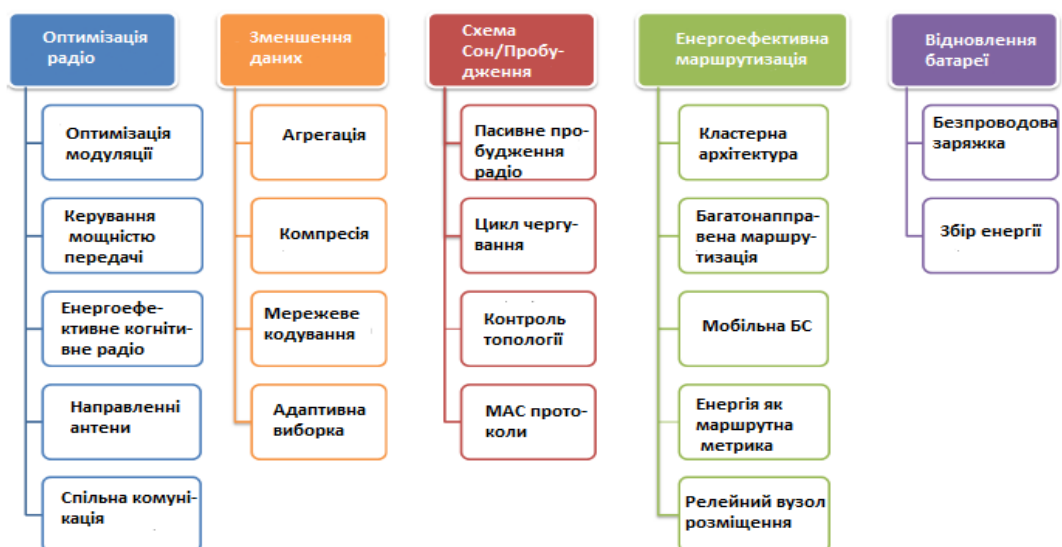 Оптимізація
радіо
Оптимізація
модуляції
Керування
мощністю
передачі
Енергоефе-
ктивне когніти-
вне радіо
Направленні
антени
Спільна комуні-
кація
Зменшення
даних
Агрегація
Компресія
Мережеве
кодування
Адаптивна
виборка
Схема
Сон/Пробу-
дження
Пасивне про-
будження
радіо
Цикл чергу-
вання
Контроль
топології
МАС прото-
коли
Енергоефективна
маршрутизація
Кластерна
архітектура
Багатонаппра-
вена маршру-
тизація
Мобільна БС
Енергія як
маршрутна
метрика
Релейний вузол
розміщення
Відновлення
батареї
Безпроводова
заряжка
Збір енергії